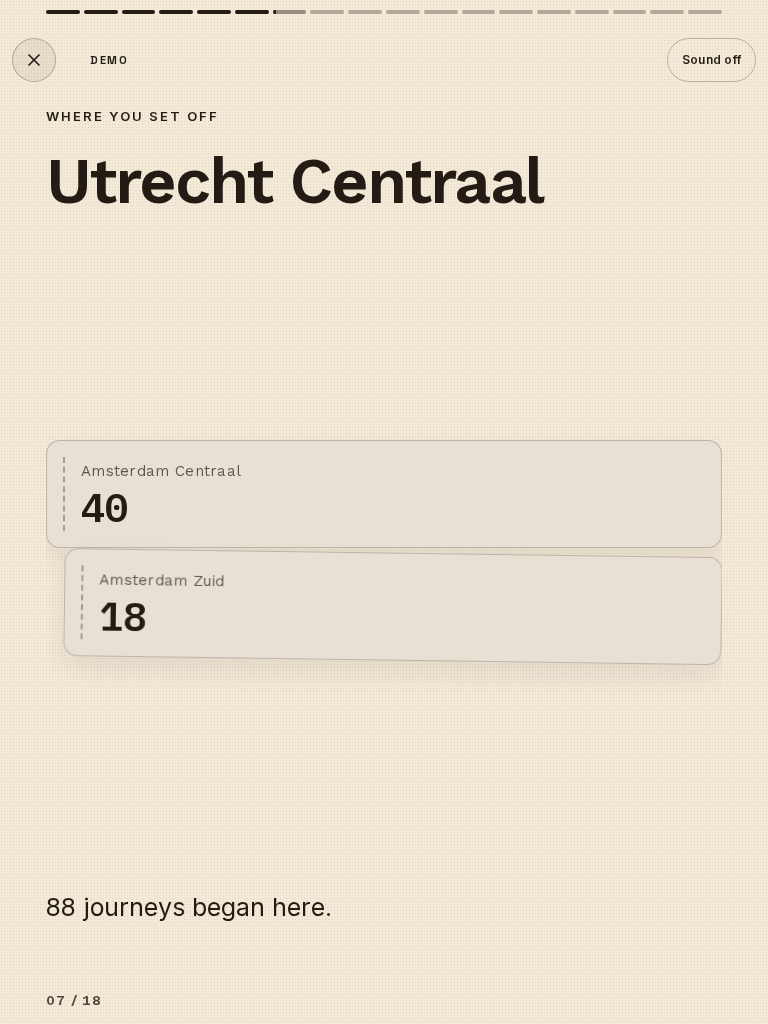 DEMO
Sound off
WHERE YOU SET OFF
Utrecht Centraal
Amsterdam Centraal
40
Amsterdam Zuid
18
88 journeys began here.
07 / 18